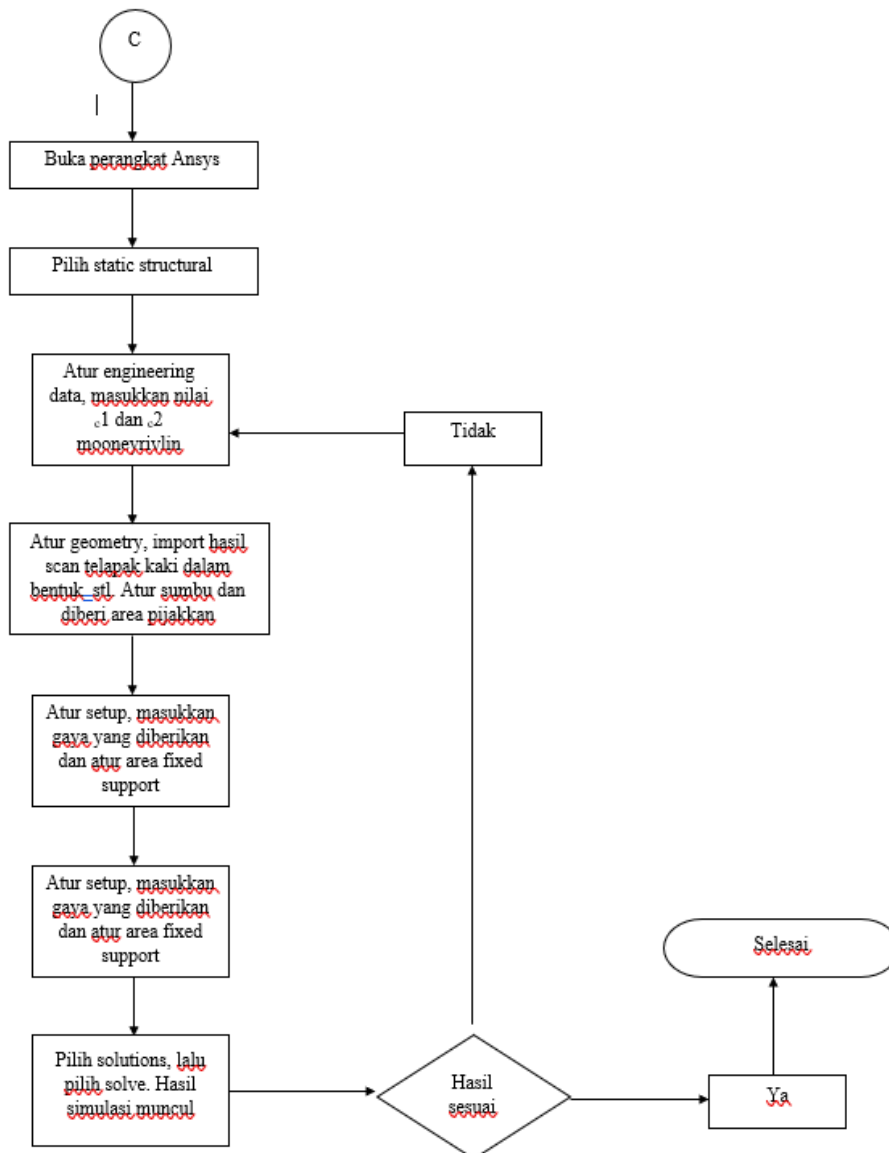 C
Buka perangkat Ansys
Pilih static structural
Atur engineering
data, masukkan nilai
c1 dan c2
mooneyrivlin
Tidak
Atur geometry, import hasil
scan telapak kaki dalam
bentuk .stl. Atur sumbu dan
diberi area pijakkan
Atur setup, masukkan
gaya yang diberikan
dan atur area fixed
support
Atur setup, masukkan
gaya yang diberikan
dan atur area fixed
support
Pilih solutions, lalu
pilih solve. Hasil
simulasi muncul
Hasil
sesuai
Ya
Selesai